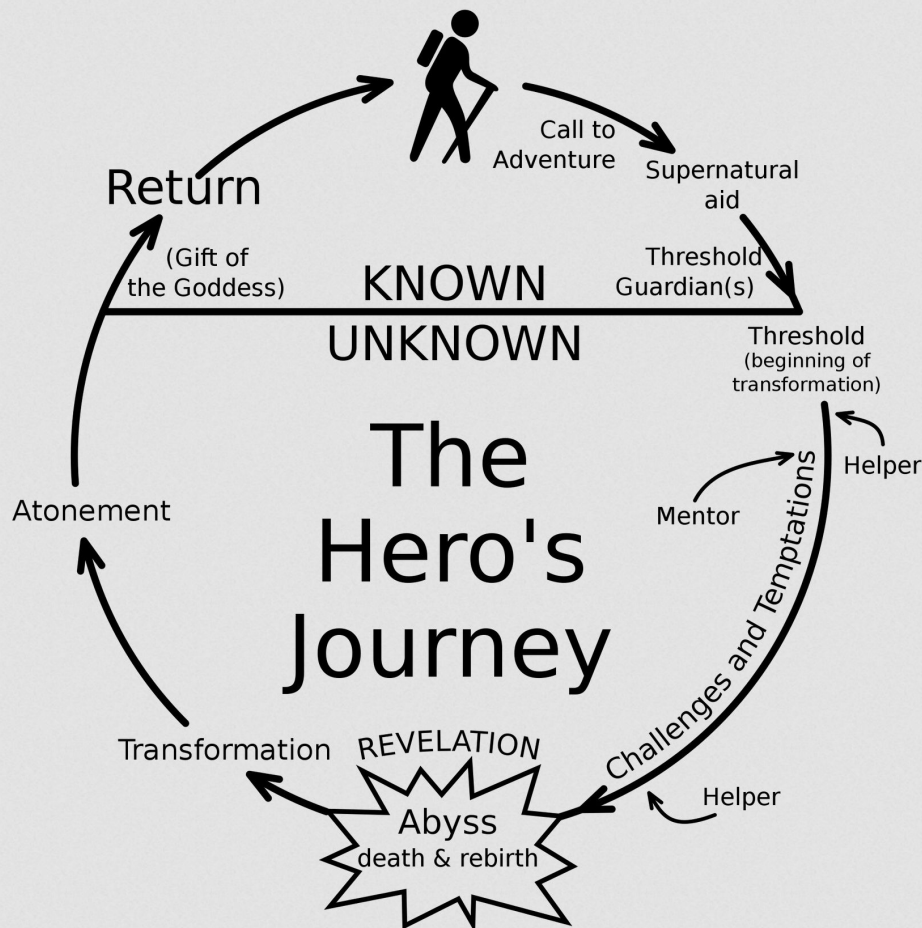 Call to
Adventure
Supernatural
aid
Return
(Gift of
the Goddess)
KNOWN
Threshold
Guardian(s)
UNKNOWN
Threshold
(beginning of
transformation)
Helper
Mentor
Challenges and Temptations
The
Hero's
Journey
Atonement
Transformation
REVELATION
Helper
Abyss
death & rebirth